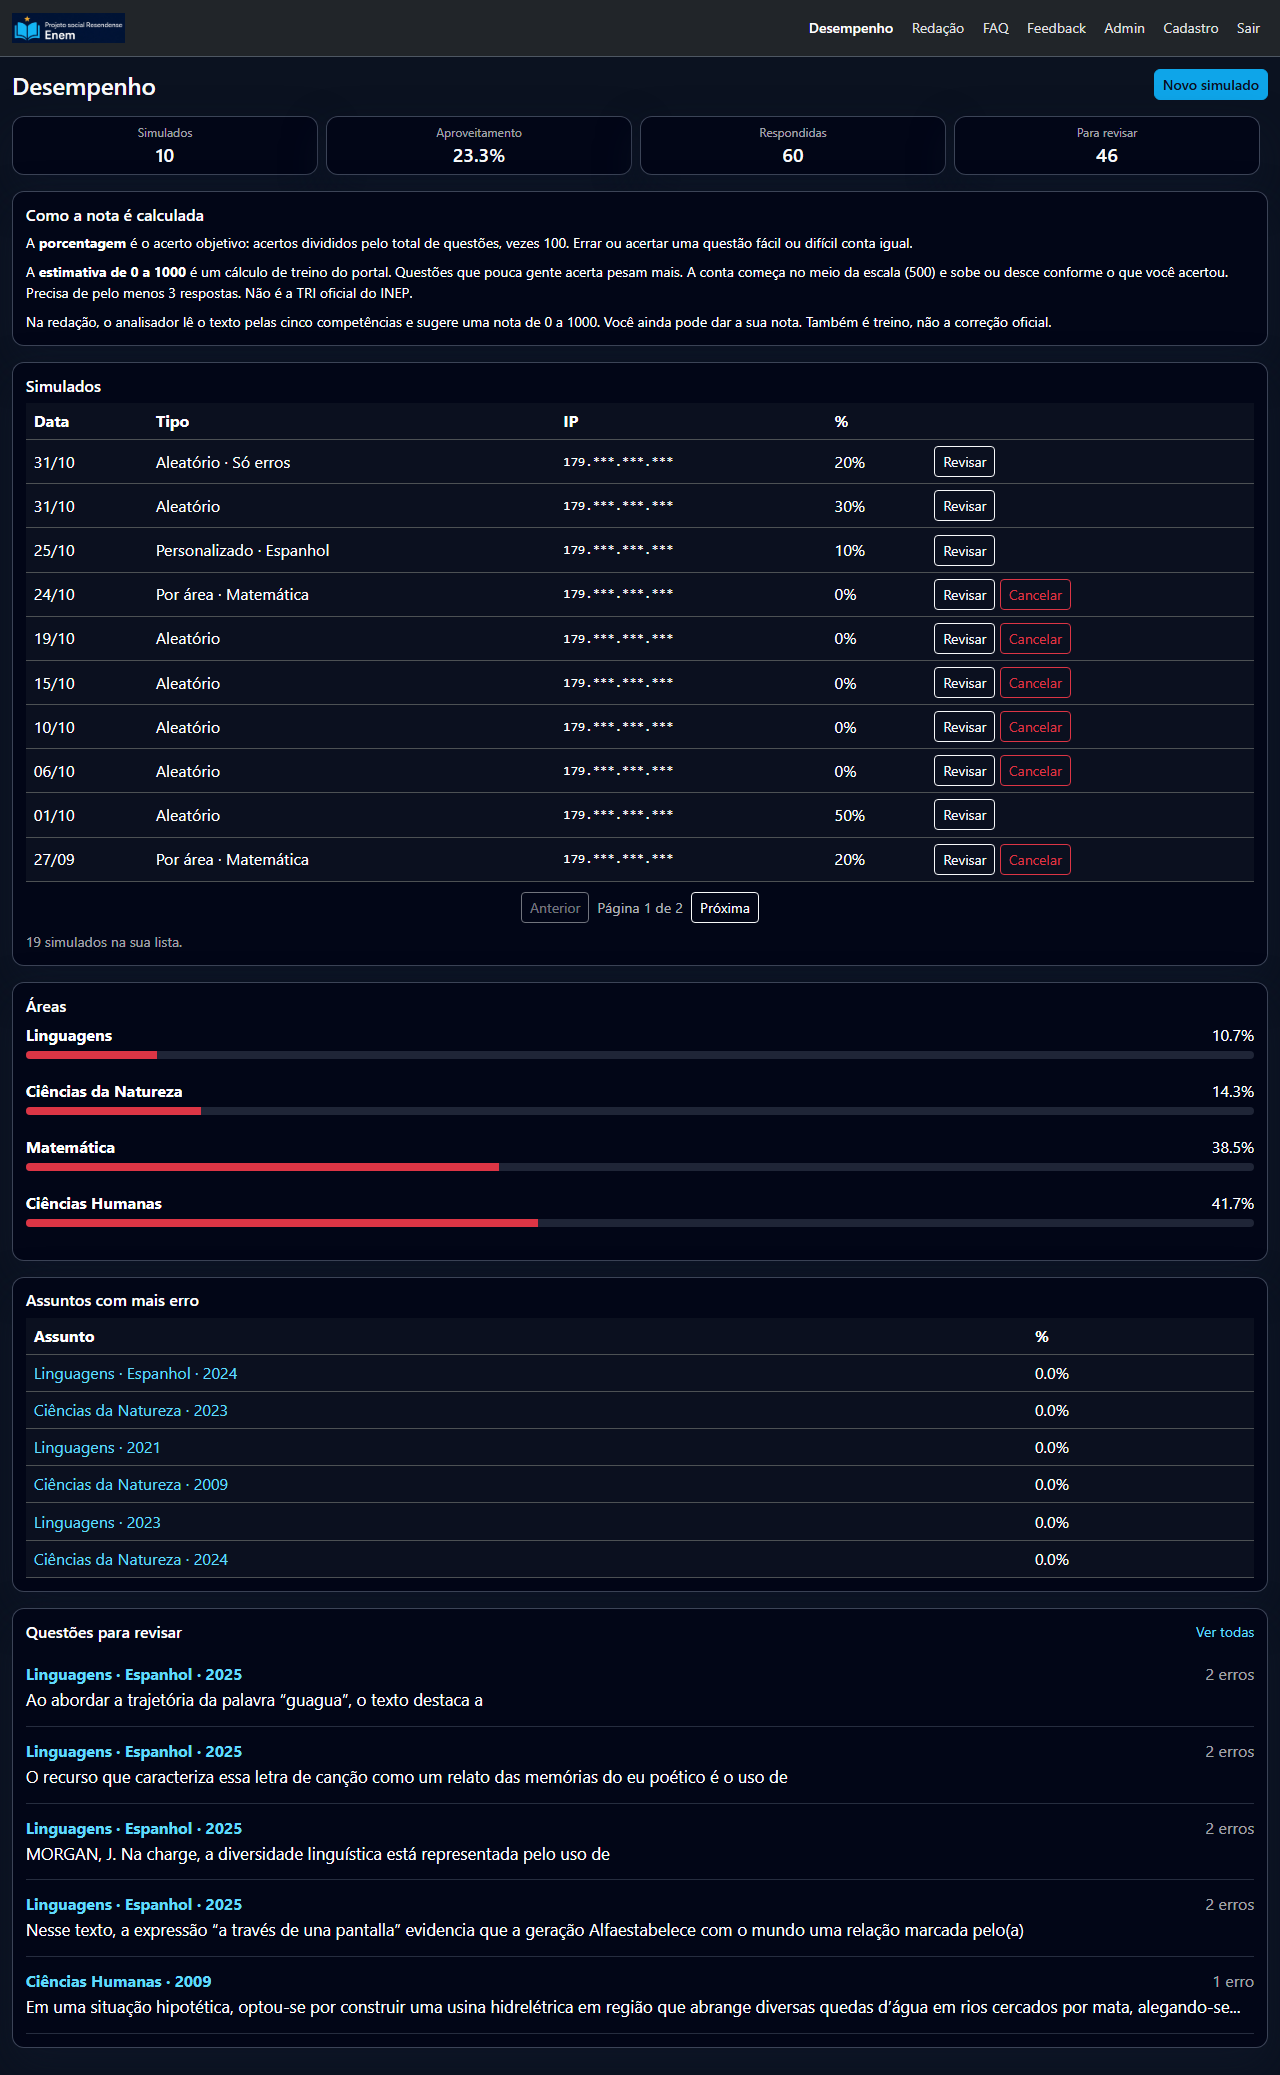 Projeto social Resendense
Enem
Desempenho
Redação
FAQ
Feedback
Admin
Cadastro
Sair
Desempenho
Novo simulado
Simulados
10
Aproveitamento
23.3%
Respondidas
60
Para revisar
46
Como a nota é calculada
A porcentagem é o acerto objetivo: acertos divididos pelo total de questões, vezes 100. Errar ou acertar uma questão fácil ou difícil conta igual.
A estimativa de 0 a 1000 é um cálculo de treino do portal. Questões que pouca gente acerta pesam mais. A conta começa no meio da escala (500) e sobe ou desce conforme o que você acertou.
Precisa de pelo menos 3 respostas. Não é a TRI oficial do INEP.
Na redação, o analisador lê o texto pelas cinco competências e sugere uma nota de 0 a 1000. Você ainda pode dar a sua nota. Também é treino, não a correção oficial.
Simulados
Data Tipo IP %
31/10 Aleatório · Só erros 179.***.***.*** 20% Revisar
31/10 Aleatório 179.***.***.*** 30% Revisar
25/10 Personalizado · Espanhol 179.***.***.*** 10% Revisar
24/10 Por área · Matemática 179.***.***.*** 0% Revisar Cancelar
19/10 Aleatório 179.***.***.*** 0% Revisar Cancelar
15/10 Aleatório 179.***.***.*** 0% Revisar Cancelar
10/10 Aleatório 179.***.***.*** 0% Revisar Cancelar
06/10 Aleatório 179.***.***.*** 0% Revisar Cancelar
01/10 Aleatório 179.***.***.*** 50% Revisar
27/09 Por área · Matemática 179.***.***.*** 20% Revisar Cancelar
Anterior Página 1 de 2 Próxima
19 simulados na sua lista.
Áreas
Linguagens 10.7%
Ciências da Natureza 14.3%
Matemática 38.5%
Ciências Humanas 41.7%
Assuntos com mais erro
Assunto %
Linguagens · Espanhol · 2024 0.0%
Ciências da Natureza · 2023 0.0%
Linguagens · 2021 0.0%
Ciências da Natureza · 2009 0.0%
Linguagens · 2023 0.0%
Ciências da Natureza · 2024 0.0%
Questões para revisar Ver todas
Linguagens · Espanhol · 2025 2 erros
Ao abordar a trajetória da palavra “guagua”, o texto destaca a
Linguagens · Espanhol · 2025 2 erros
O recurso que caracteriza essa letra de canção como um relato das memórias do eu poético é o uso de
Linguagens · Espanhol · 2025 2 erros
MORGAN, J. Na charge, a diversidade linguística está representada pelo uso de
Linguagens · Espanhol · 2025 2 erros
Nesse texto, a expressão “a través de una pantalla” evidencia que a geração Alfaestabelece com o mundo uma relação marcada pelo(a)
Ciências Humanas · 2009 1 erro
Em uma situação hipotética, optou-se por construir uma usina hidrelétrica em região que abrange diversas quedas d’água em rios cercados por mata, alegando-se...